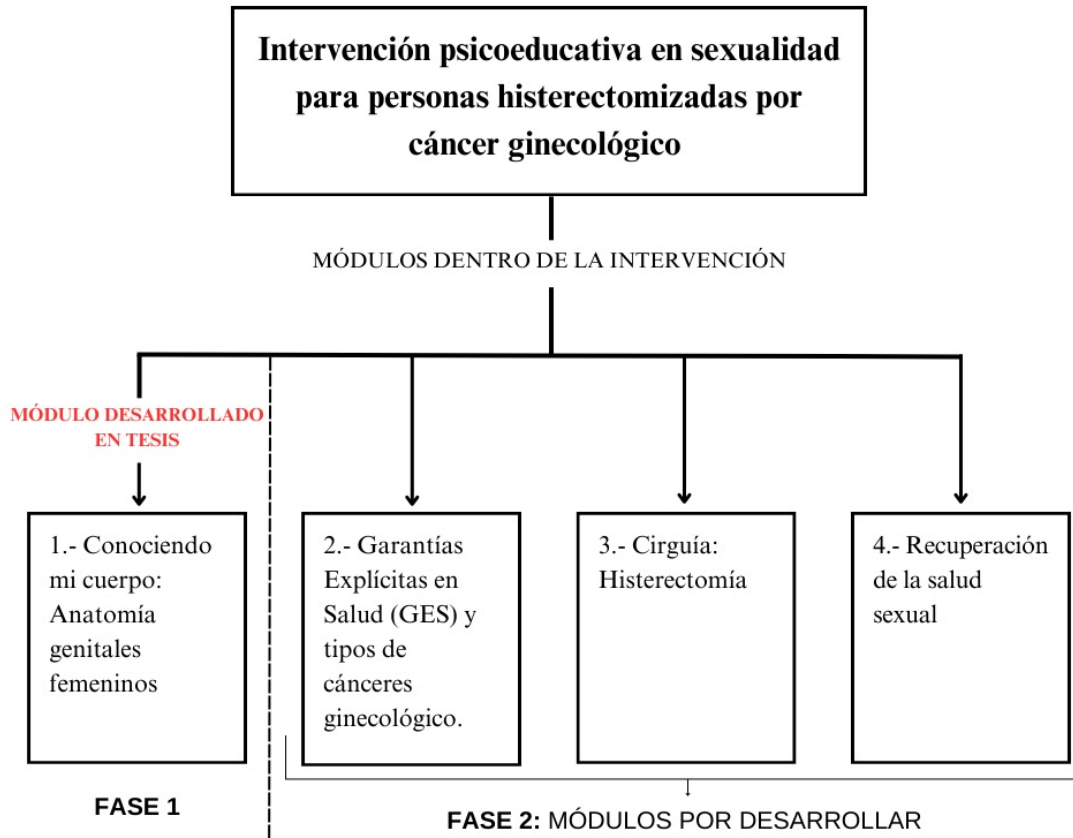 Intervención psicoeducativa en sexualidad
para personas histerectomizadas por
cáncer ginecológico
MÓDULOS DENTRO DE LA INTERVENCIÓN
MÓDULO DESARROLLADO
EN TESIS
1.- Conociendo
mi cuerpo:
Anatomía
genitales
femeninos
2.- Garantías
Explícitas en
Salud (GES) y
tipos de
cánceres
ginecológico.
3.- Cirguía:
Histerectomía
4.- Recuperación
de la salud
sexual
FASE 1
FASE 2: MÓDULOS POR DESARROLLAR